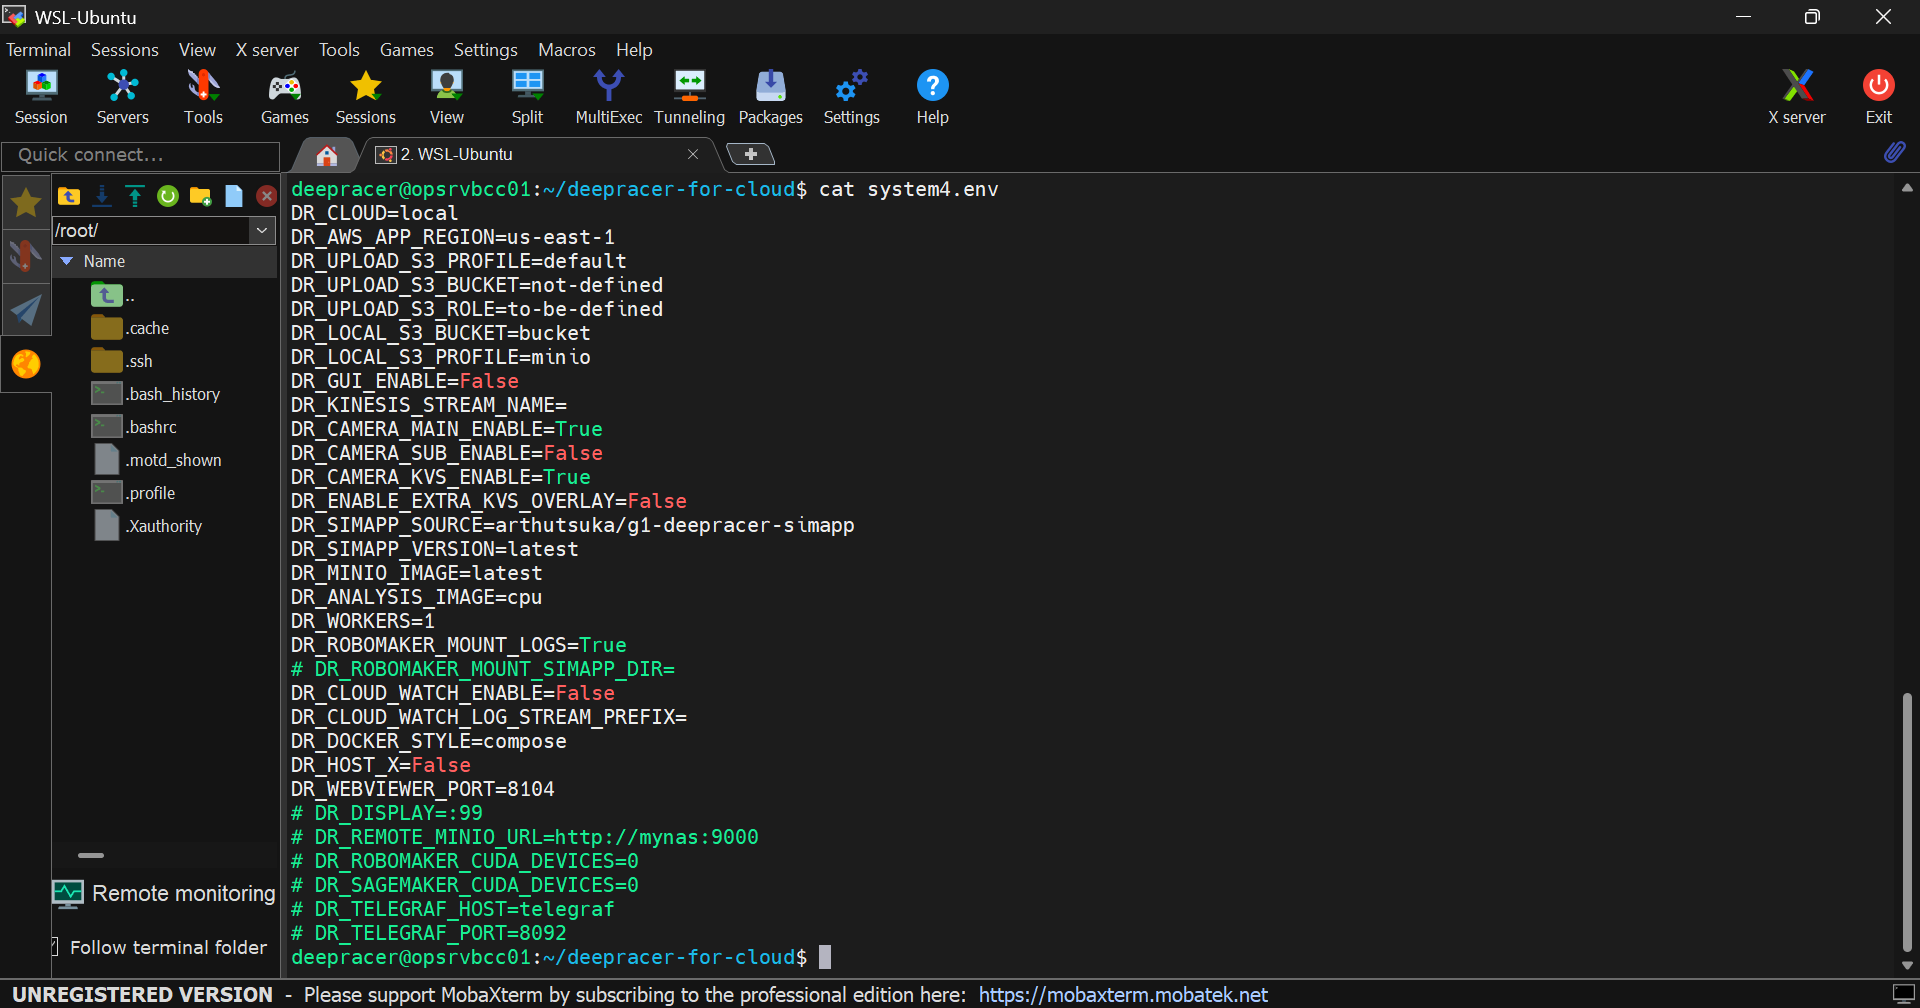 WSL-Ubuntu
Terminal Sessions View X server Tools Games Settings Macros Help
Session Servers Tools Games Sessions View Split MultiExec Tunneling Packages Settings Help X server Exit
Quick connect...
2. WSL-Ubuntu
/root/
Name
..
.cache
.ssh
.bash_history
.bashrc
.motd_shown
.profile
.Xauthority
Remote monitoring
Follow terminal folder
deepracer@opsrvbcc01:~/deepracer-for-cloud$ cat system4.env
DR_CLOUD=local
DR_AWS_APP_REGION=us-east-1
DR_UPLOAD_S3_PROFILE=default
DR_UPLOAD_S3_BUCKET=not-defined
DR_UPLOAD_S3_ROLE=to-be-defined
DR_LOCAL_S3_BUCKET=bucket
DR_LOCAL_S3_PROFILE=minio
DR_GUI_ENABLE=False
DR_KINESIS_STREAM_NAME=
DR_CAMERA_MAIN_ENABLE=True
DR_CAMERA_SUB_ENABLE=False
DR_CAMERA_KVS_ENABLE=True
DR_ENABLE_EXTRA_KVS_OVERLAY=False
DR_SIMAPP_SOURCE=arthutsuka/g1-deepracer-simapp
DR_SIMAPP_VERSION=latest
DR_MINIO_IMAGE=latest
DR_ANALYSIS_IMAGE=cpu
DR_WORKERS=1
DR_ROBOMAKER_MOUNT_LOGS=True
# DR_ROBOMAKER_MOUNT_SIMAPP_DIR=
DR_CLOUD_WATCH_ENABLE=False
DR_CLOUD_WATCH_LOG_STREAM_PREFIX=
DR_DOCKER_STYLE=compose
DR_HOST_X=False
DR_WEBVIEWER_PORT=8104
# DR_DISPLAY=:99
# DR_REMOTE_MINIO_URL=http://mynas:9000
# DR_ROBOMAKER_CUDA_DEVICES=0
# DR_SAGEMAKER_CUDA_DEVICES=0
# DR_TELEGRAF_HOST=telegraf
# DR_TELEGRAF_PORT=8092
deepracer@opsrvbcc01:~/deepracer-for-cloud$
UNREGISTERED VERSION - Please support MobaXterm by subscribing to the professional edition here: https://mobaxterm.mobatek.net